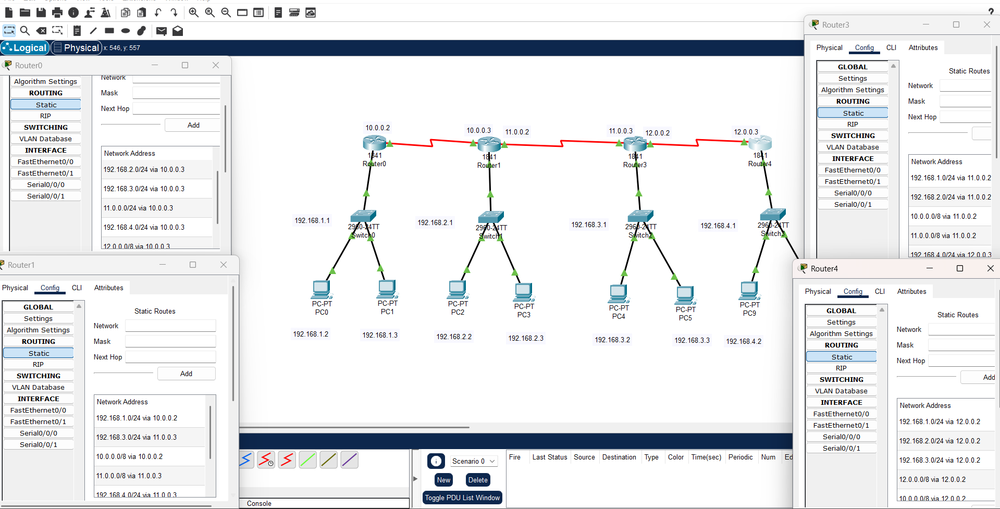 Logical
Physical
x: 546, y: 557
?
Router0
Network
Algorithm Settings
ROUTING
Static
RIP
SWITCHING
VLAN Database
INTERFACE
FastEthernet0/0
FastEthernet0/1
Serial0/0/0
Serial0/0/1
Mask
Next Hop
Add
Network Address
192.168.2.0/24 via 10.0.0.3
192.168.3.0/24 via 10.0.0.3
11.0.0.0/24 via 10.0.0.3
192.168.4.0/24 via 10.0.0.3
12.0.0.0/8 via 10.0.0.3
Router1
Physical
Config
CLI
Attributes
GLOBAL
Settings
Algorithm Settings
ROUTING
Static
RIP
SWITCHING
VLAN Database
INTERFACE
FastEthernet0/0
FastEthernet0/1
Serial0/0/0
Serial0/0/1
Static Routes
Network
Mask
Next Hop
Add
Network Address
192.168.1.0/24 via 10.0.0.2
192.168.3.0/24 via 11.0.0.3
10.0.0.0/8 via 10.0.0.2
11.0.0.0/8 via 11.0.0.3
192.168.4.0/24 via 11.0.0.3
10.0.0.2
10.0.0.3
11.0.0.2
11.0.0.3
12.0.0.2
12.0.0.3
1841
Router0
1841
Router1
1841
Router3
1841
Router4
192.168.1.1
2960-24TT
Switch0
192.168.2.1
2960-24TT
Switch1
192.168.3.1
2960-24TT
Switch2
192.168.4.1
2960-24TT
Switch3
PC-PT
PC0
PC-PT
PC1
PC-PT
PC2
PC-PT
PC3
PC-PT
PC4
PC-PT
PC5
PC-PT
PC9
192.168.1.2
192.168.1.3
192.168.2.2
192.168.2.3
192.168.3.2
192.168.3.3
192.168.4.2
Router3
Physical
Config
CLI
Attributes
GLOBAL
Settings
Algorithm Settings
ROUTING
Static
RIP
SWITCHING
VLAN Database
INTERFACE
FastEthernet0/0
FastEthernet0/1
Serial0/0/0
Serial0/0/1
Static Routes
Network
Mask
Next Hop
Network Address
192.168.1.0/24 via 11.0.0.2
192.168.2.0/24 via 11.0.0.2
10.0.0.0/8 via 11.0.0.2
11.0.0.0/8 via 11.0.0.2
192.168.4.0/24 via 12.0.0.3
Router4
Physical
Config
CLI
Attributes
GLOBAL
Settings
Algorithm Settings
ROUTING
Static
RIP
SWITCHING
VLAN Database
INTERFACE
FastEthernet0/0
FastEthernet0/1
Serial0/0/0
Serial0/0/1
Static Routes
Network
Mask
Next Hop
Add
Network Address
192.168.1.0/24 via 12.0.0.2
192.168.2.0/24 via 12.0.0.2
192.168.3.0/24 via 12.0.0.2
12.0.0.0/8 via 12.0.0.2
10.0.0.0/8 via 12.0.0.2
Console
Scenario 0
New
Delete
Toggle PDU List Window
Fire
Last Status
Source
Destination
Type
Color
Time(sec)
Periodic
Num
Ed